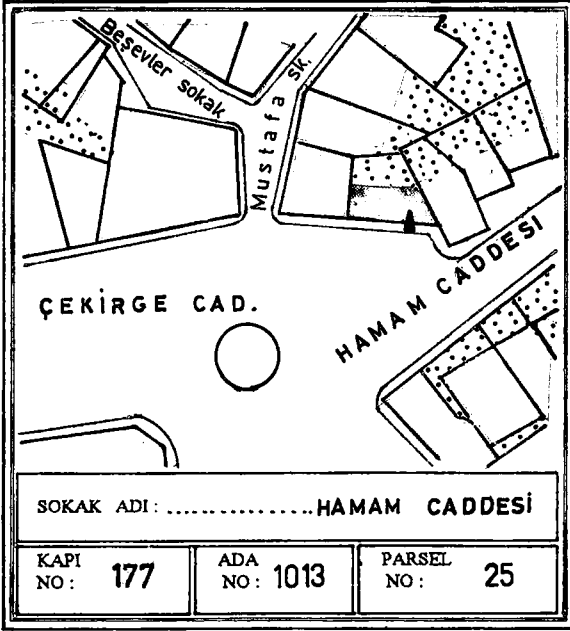 Beşevler sokak
Mustafa sk.
ÇEKİRGE CAD.
HAMAM CADDESİ
SOKAK ADI: ..............HAMAM CADDESİ
KAPI NO: 177
ADA NO: 1013
PARSEL NO: 25